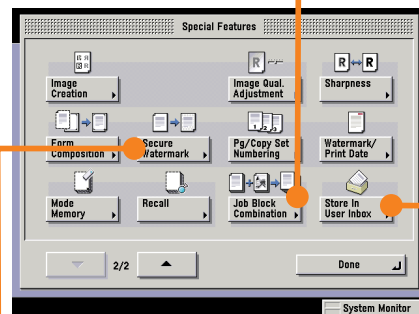 Special Features
Image Creation
Image Qual. Adjustment
Sharpness
Form Composition
Secure Watermark
Pg/Copy Set Numbering
Watermark/ Print Date
Mode Memory
Recall
Job Block Combination
Store In User Inbox
2/2
Done
System Monitor